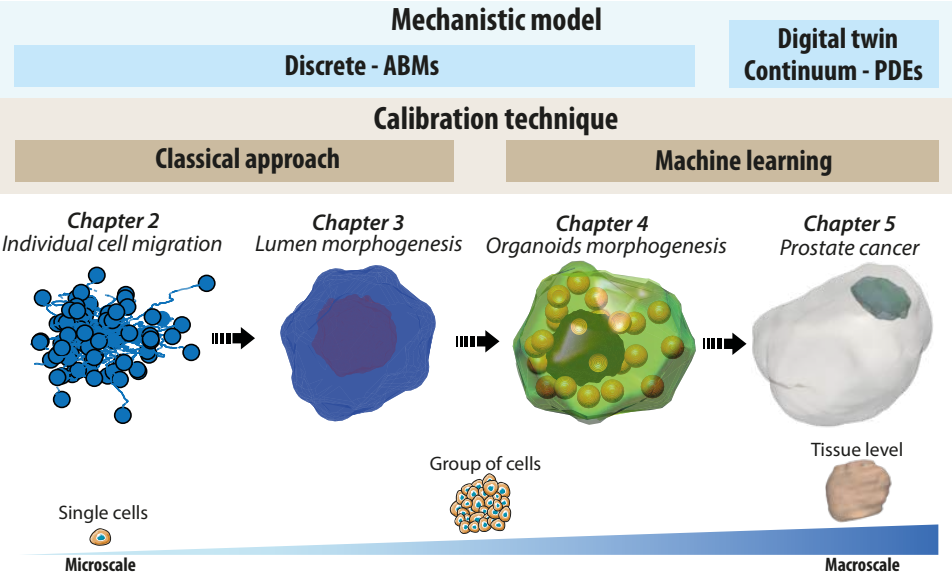 Mechanistic model
Discrete - ABMs
Digital twin
Continuum - PDEs
Calibration technique
Classical approach
Machine learning
Chapter 2
Individual cell migration
Chapter 3
Lumen morphogenesis
Chapter 4
Organoids morphogenesis
Chapter 5
Prostate cancer
Single cells
Group of cells
Tissue level
Microscale
Macroscale